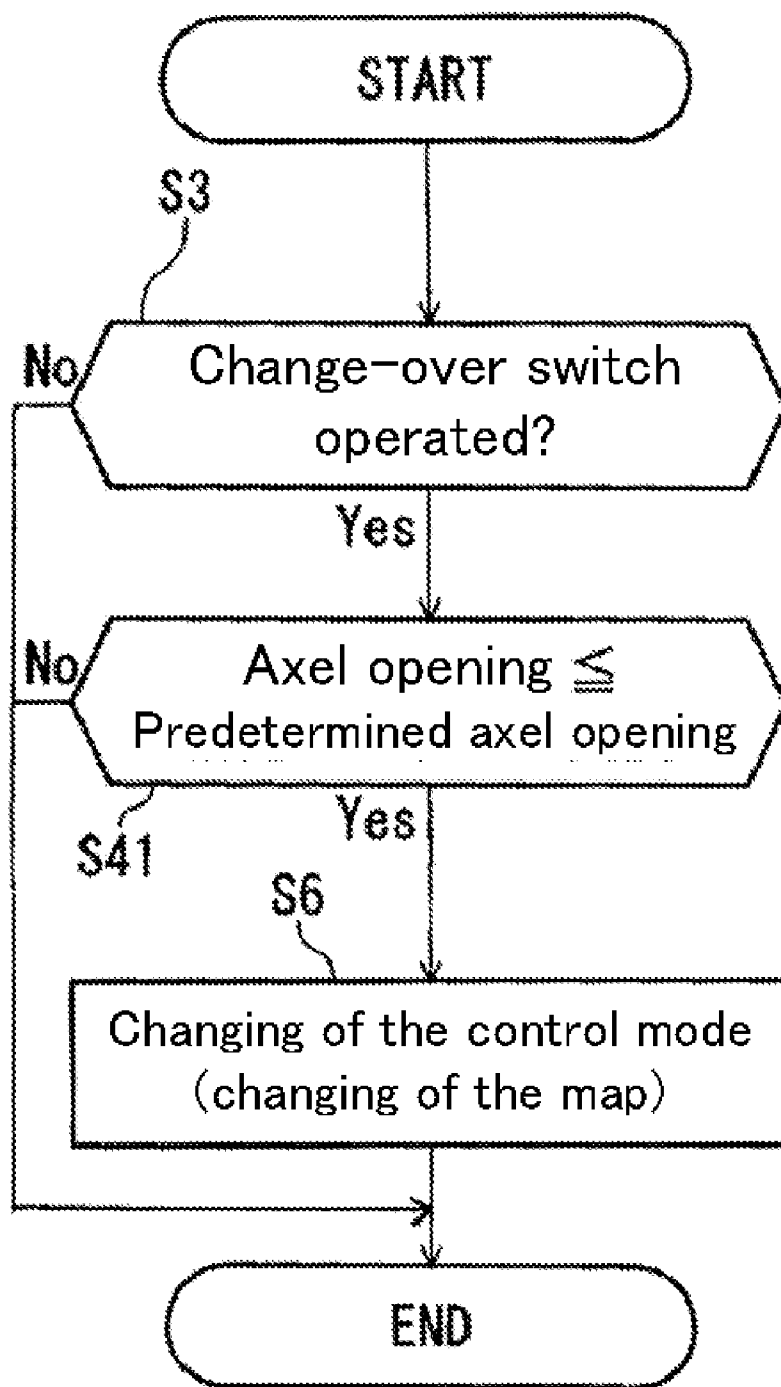 START
S3
No
Change-over switch
operated?
Yes
No
Axel opening ≦
Predetermined axel opening
S41
Yes
S6
Changing of the control mode
(changing of the map)
END